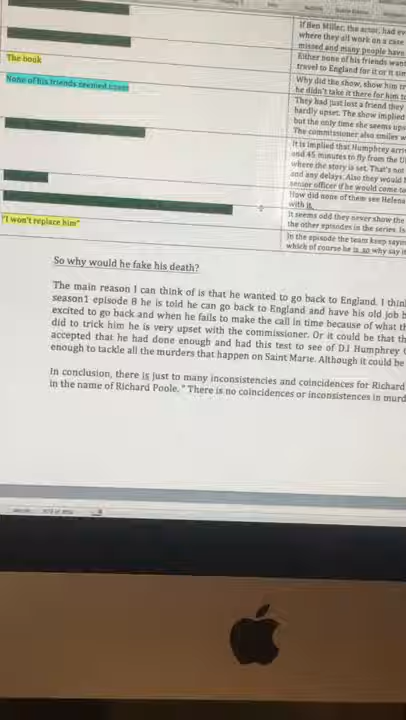 If Ben Miller, the actor, had ev
where they all work on a case
missed and many people have
Either none of his friends want
travel to England for it or it sim
The book
Why did the show, show him tr
he didn't take it there for him t
None of his friends seemed upset
They had just lost a friend they
hardly upset. The show implied
but the only time she seems ups
The commissioner also smiles w
It is implied that Humphrey arri
and 45 minutes to fly from the U
where the story is set. That's not
and any delays. Also they would h
senior officer if he would come to
How did none of them see Helena
with it.
It seems odd they never show the
the other episodes in the series. Is
"I won't replace him"
In the episode the team keep sayin
which of course he is, so why say it
So why would he fake his death?
The main reason I can think of is that he wanted to go back to England. I think
season1 episode 8 he is told he can go back to England and have his old job b
excited to go back and when he fails to make the call in time because of what th
did to trick him he is very upset with the commissioner. Or it could be that th
accepted that he had done enough and had this test to see of D.I Humphrey G
enough to tackle all the murders that happen on Saint Marie. Although it could be
In conclusion, there is just to many inconsistencies and coincidences for Richard
in the name of Richard Poole, " There is no coincidences or inconsistences in murd